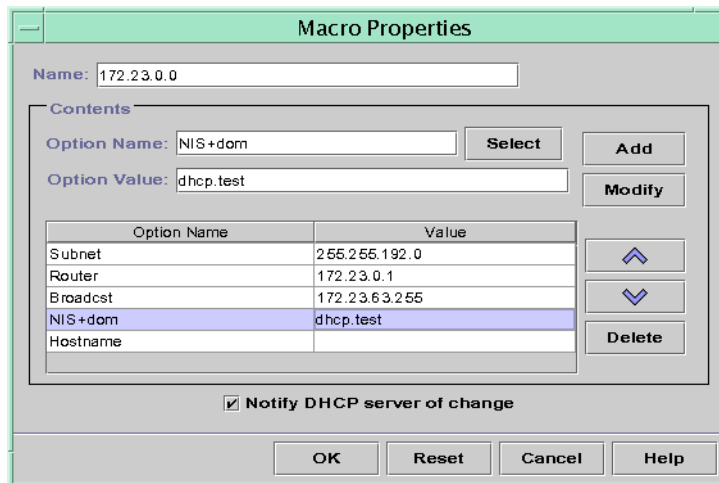 Macro Properties
Name: 172.23.0.0
Contents
Option Name: NIS+dom Select Add
Option Value: dhcp.test Modify
Option Name Value
Subnet 255.255.192.0
Router 172.23.0.1
Broadcst 172.23.63.255
NIS+dom dhcp.test
Hostname Delete
Notify DHCP server of change
OK Reset Cancel Help